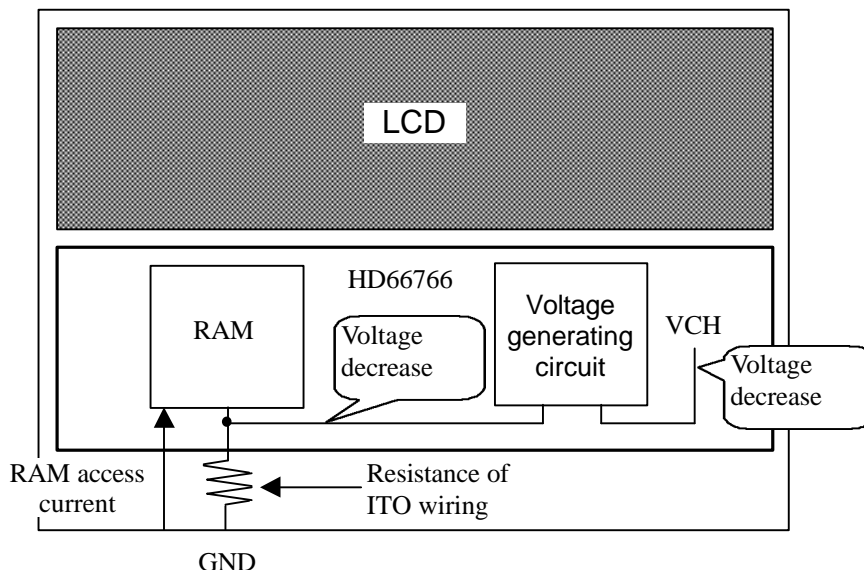 LCD
HD66766
RAM
Voltage
generating
circuit
VCH
Voltage
decrease
Voltage
decrease
RAM access
current
Resistance of
ITO wiring
GND